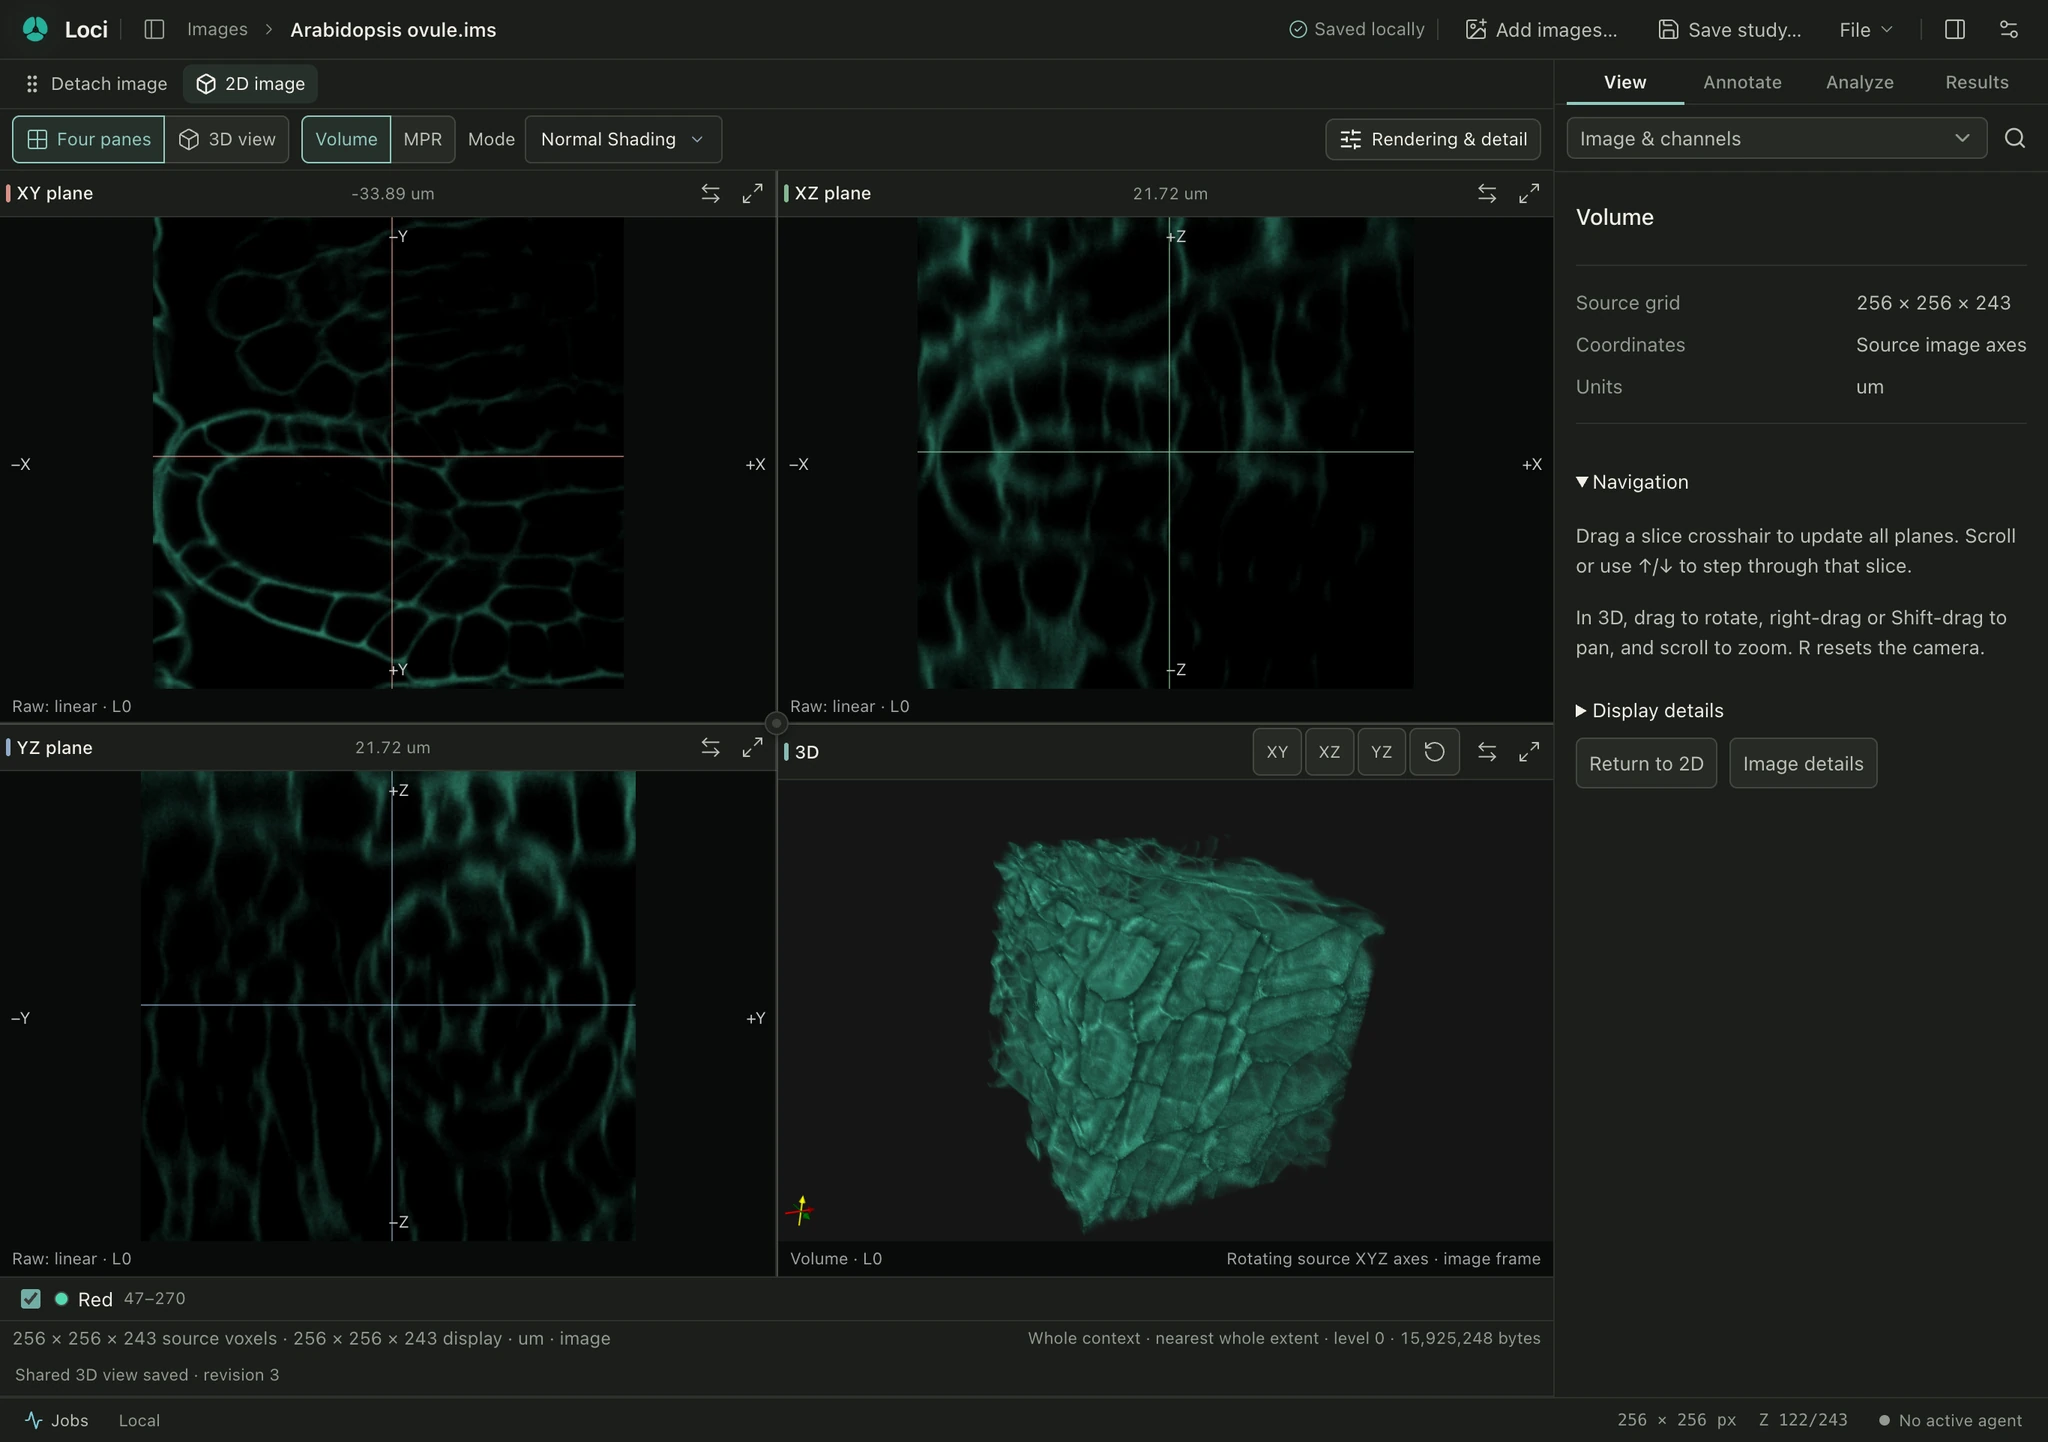 Loci
Images
Arabidopsis ovule.ims
Saved locally
Add images...
Save study...
File
Detach image
2D image
View
Annotate
Analyze
Results
Four panes
3D view
Volume
MPR
Mode
Normal Shading
Rendering & detail
Image & channels
XY plane
-33.89 um
−Y
−X
+X
+Y
Raw: linear · L0
XZ plane
21.72 um
+Z
−X
+X
−Z
Raw: linear · L0
YZ plane
21.72 um
+Z
−Y
+Y
−Z
Raw: linear · L0
3D
XY
XZ
YZ
Volume · L0
Rotating source XYZ axes · image frame
Red 47–270
256 × 256 × 243 source voxels · 256 × 256 × 243 display · um · image
Whole context · nearest whole extent · level 0 · 15,925,248 bytes
Shared 3D view saved · revision 3
Volume
Source grid 256 × 256 × 243
Coordinates Source image axes
Units um
Navigation
Drag a slice crosshair to update all planes. Scroll
or use ↑/↓ to step through that slice.
In 3D, drag to rotate, right-drag or Shift-drag to
pan, and scroll to zoom. R resets the camera.
Display details
Return to 2D
Image details
Jobs
Local
256 × 256 px
Z 122/243
No active agent